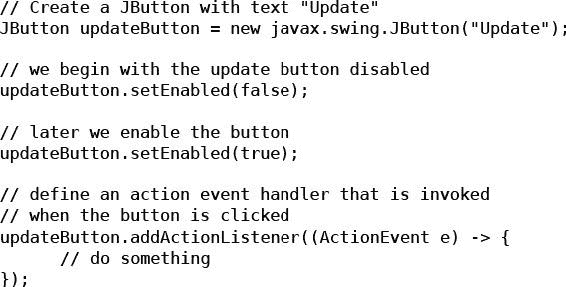 // Create a JButton with text "Update"
JButton updateButton = new javax.swing.JButton("Update");
// we begin with the update button disabled
updateButton.setEnabled(false);
// later we enable the button
updateButton.setEnabled(true);
// define an action event handler that is invoked
// when the button is clicked
updateButton.addActionListener((ActionEvent e) -> {
// do something
});